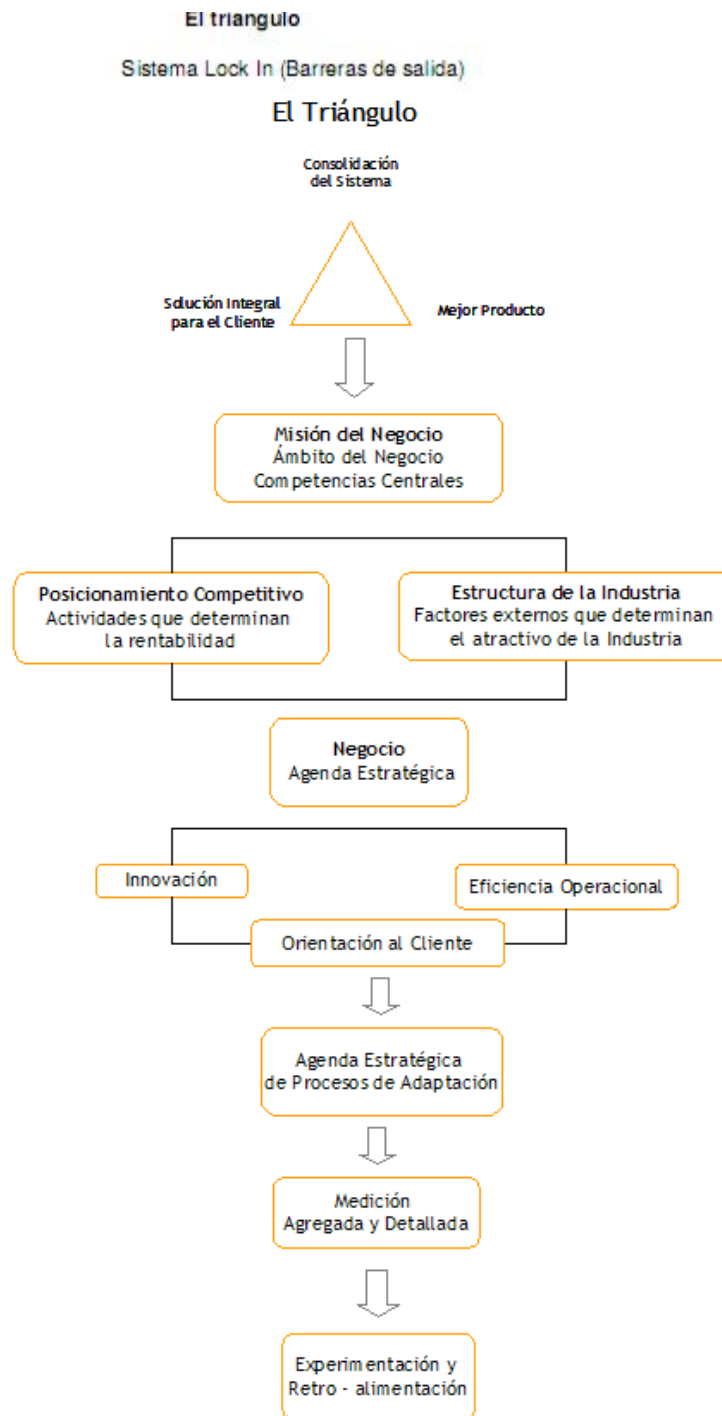 El triángulo
Sistema Lock In (Barreras de salida)
El Triángulo
Consolidación
del Sistema
Solución Integral
para el Cliente
Mejor Producto
Misión del Negocio
Ámbito del Negocio
Competencias Centrales
Posicionamiento Competitivo
Actividades que determinan
la rentabilidad
Estructura de la Industria
Factores externos que determinan
el atractivo de la Industria
Negocio
Agenda Estratégica
Innovación
Eficiencia Operacional
Orientación al Cliente
Agenda Estratégica
de Procesos de Adaptación
Medición
Agregada y Detallada
Experimentación y
Retro - alimentación